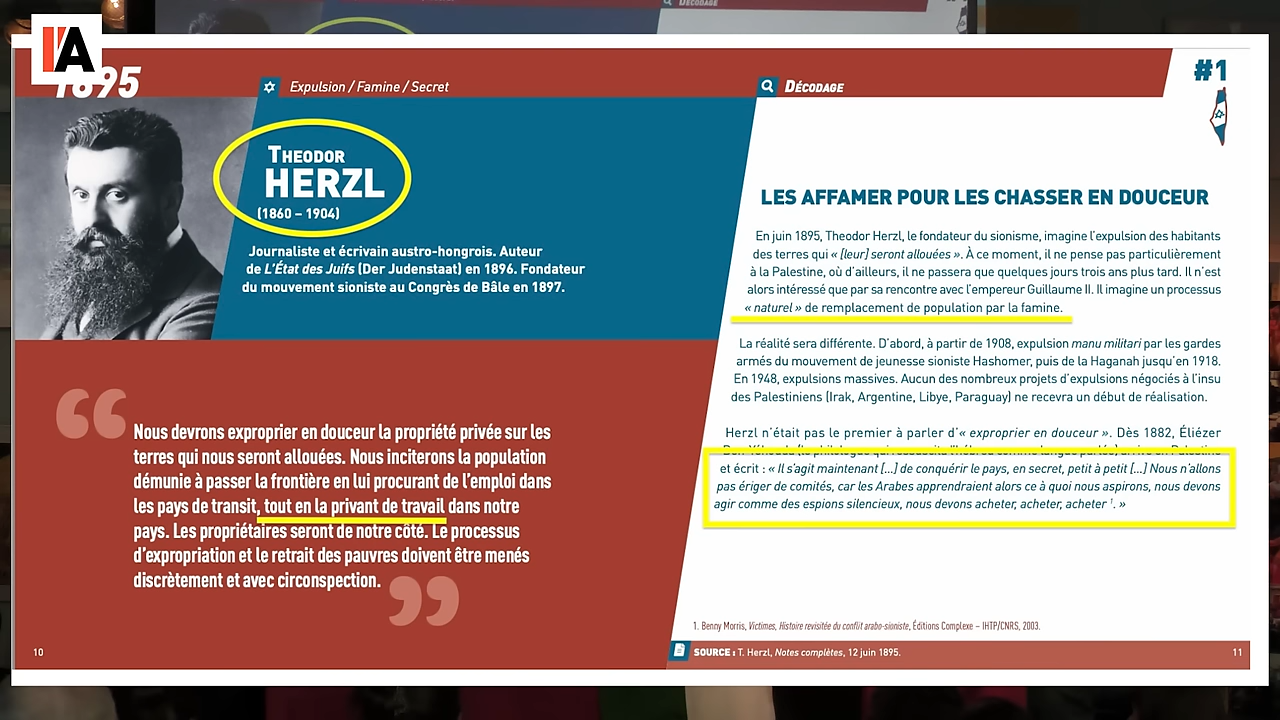 DÉCODAGE
IA
1895
Expulsion / Famine / Secret
DÉCODAGE
#1
THEODOR
HERZL
(1860 – 1904)
Journaliste et écrivain austro-hongrois. Auteur
de L'État des Juifs (Der Judenstaat) en 1896. Fondateur
du mouvement sioniste au Congrès de Bâle en 1897.
“
Nous devrons exproprier en douceur la propriété privée sur les
terres qui nous seront allouées. Nous inciterons la population
démunie à passer la frontière en lui procurant de l'emploi dans
les pays de transit, tout en la privant de travail dans notre
pays. Les propriétaires seront de notre côté. Le processus
d'expropriation et le retrait des pauvres doivent être menés
discrètement et avec circonspection.
”
10
LES AFFAMER POUR LES CHASSER EN DOUCEUR
En juin 1895, Theodor Herzl, le fondateur du sionisme, imagine l'expulsion des habitants
des terres qui « [leur] seront allouées ». À ce moment, il ne pense pas particulièrement
à la Palestine, où d'ailleurs, il ne passera que quelques jours trois ans plus tard. Il n'est
alors intéressé que par sa rencontre avec l'empereur Guillaume II. Il imagine un processus
« naturel » de remplacement de population par la famine.
La réalité sera différente. D'abord, à partir de 1908, expulsion manu militari par les gardes
armés du mouvement de jeunesse sioniste Hashomer, puis de la Haganah jusqu'en 1918.
En 1948, expulsions massives. Aucun des nombreux projets d'expulsions négociés à l'insu
des Palestiniens (Irak, Argentine, Libye, Paraguay) ne recevra un début de réalisation.
Herzl n'était pas le premier à parler d'« exproprier en douceur ». Dès 1882, Éliézer
et écrit : « Il s'agit maintenant [...] de conquérir le pays, en secret, petit à petit [...] Nous n'allons
pas ériger de comités, car les Arabes apprendraient alors ce à quoi nous aspirons, nous devons
agir comme des espions silencieux, nous devons acheter, acheter, acheter 1. »
1. Benny Morris, Victimes, Histoire revisitée du conflit arabo-sioniste, Éditions Complexe – IHTP/CNRS, 2003.
SOURCE : T. Herzl, Notes complètes, 12 juin 1895.
11